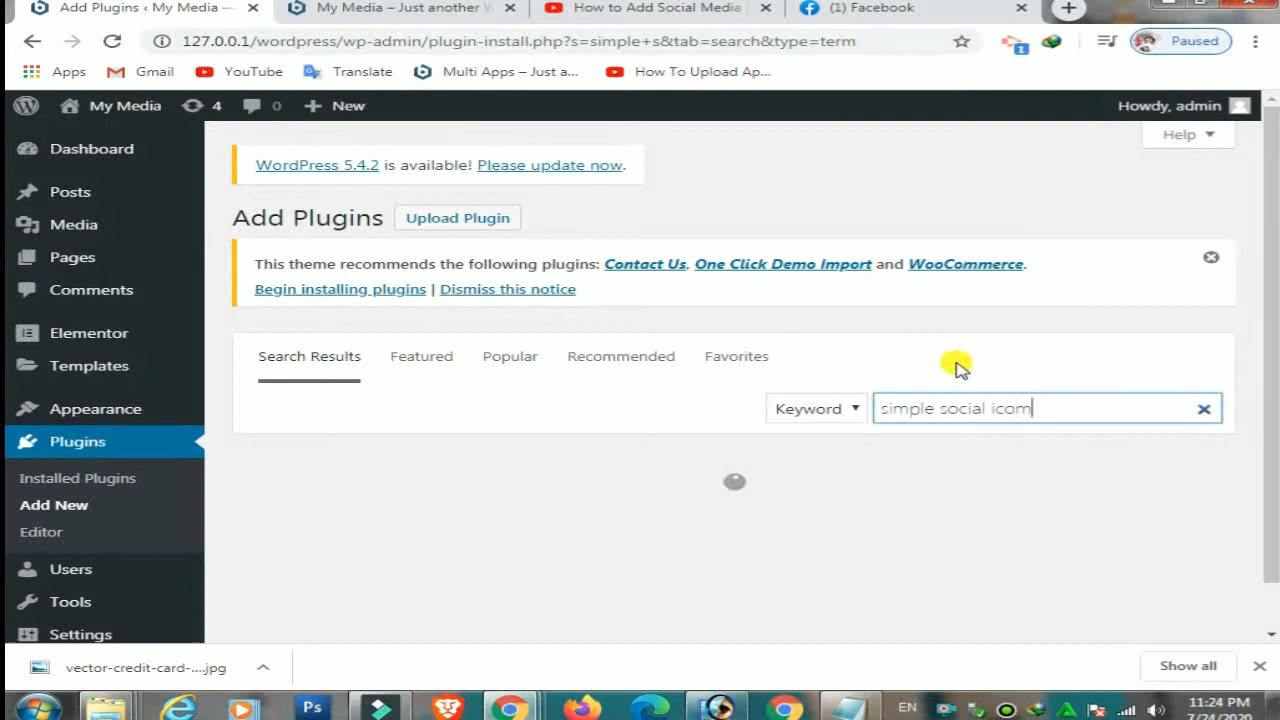 Add Plugins ‹ My Media —
My Media – Just another W
How to Add Social Media
(1) Facebook
127.0.0.1/wordpress/wp-admin/plugin-install.php?s=simple+s&tab=search&type=term
1
Paused
Apps
Gmail
YouTube
Translate
Multi Apps – Just a...
How To Upload Ap...
My Media
4
0
New
Howdy, admin
Help
WordPress 5.4.2 is available! Please update now.
Add Plugins
Upload Plugin
This theme recommends the following plugins: Contact Us, One Click Demo Import and WooCommerce.
Begin installing plugins | Dismiss this notice
Search Results
Featured
Popular
Recommended
Favorites
Keyword
simple social icom
Dashboard
Posts
Media
Pages
Comments
Elementor
Templates
Appearance
Plugins
Installed Plugins
Add New
Editor
Users
Tools
Settings
vector-credit-card-....jpg
Show all
Ps
EN
11:24 PM